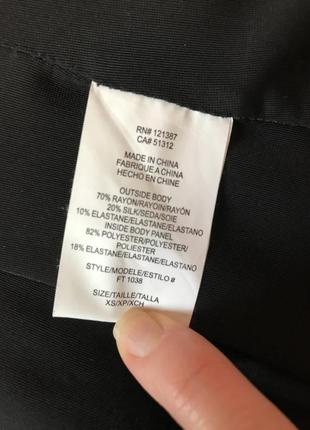 RN# 121387
CA# 51312
MADE IN CHINA
FABRIQUE A CHINA
HECHO EN CHINE
OUTSIDE BODY
70% RAYON/RAYOIN/RAYÓN
20% SILK/SEDA/SOIE
10% ELASTANE/ELASTANE/ELASTANO
INSIDE BODY PANEL
82% POLYESTER/POLYESTER/
POLIESTER
18% ELASTANE/ELASTANE/ELASTANO
STYLE/MODELE/ESTILO #
FT 1038
SIZE/TAILLE/TALLA
XS/XP/XCH